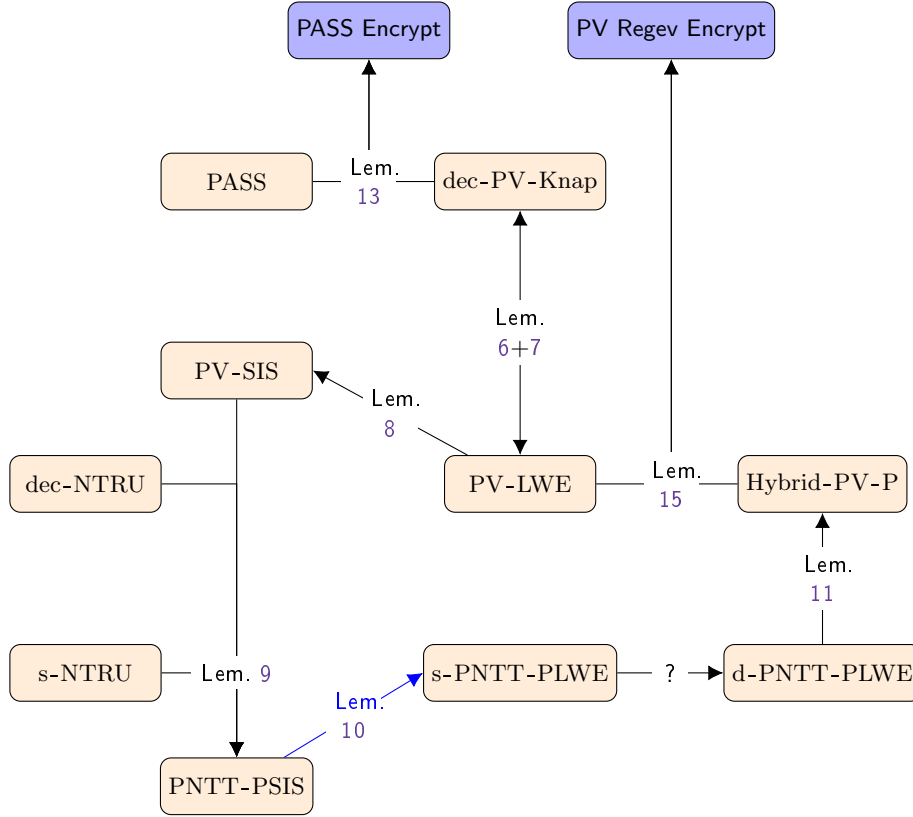 PASS Encrypt
PV Regev Encrypt
Lem.
13
PASS
dec-PV-Knap
Lem.
6+7
PV-SIS
Lem.
8
dec-NTRU
PV-LWE
Lem.
15
Hybrid-PV-P
Lem.
11
s-NTRU
Lem. 9
s-PNTT-PLWE
?
d-PNTT-PLWE
Lem.
10
PNTT-PSIS